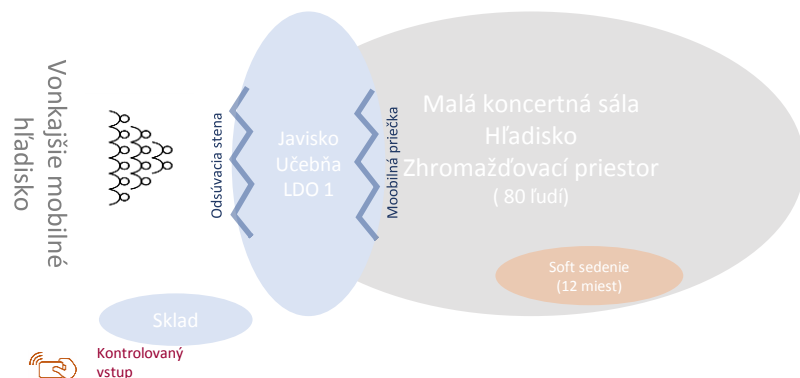 Vonkajšie mobilné
hľadisko
Odsúvacia stena
Javisko
Učebňa
LDO 1
Moobilná priečka
Malá koncertná sála
Hľadisko
Zhromažďovací priestor
( 80 ľudí)
Soft sedenie
(12 miest)
Sklad
Kontrolovaný
vstup